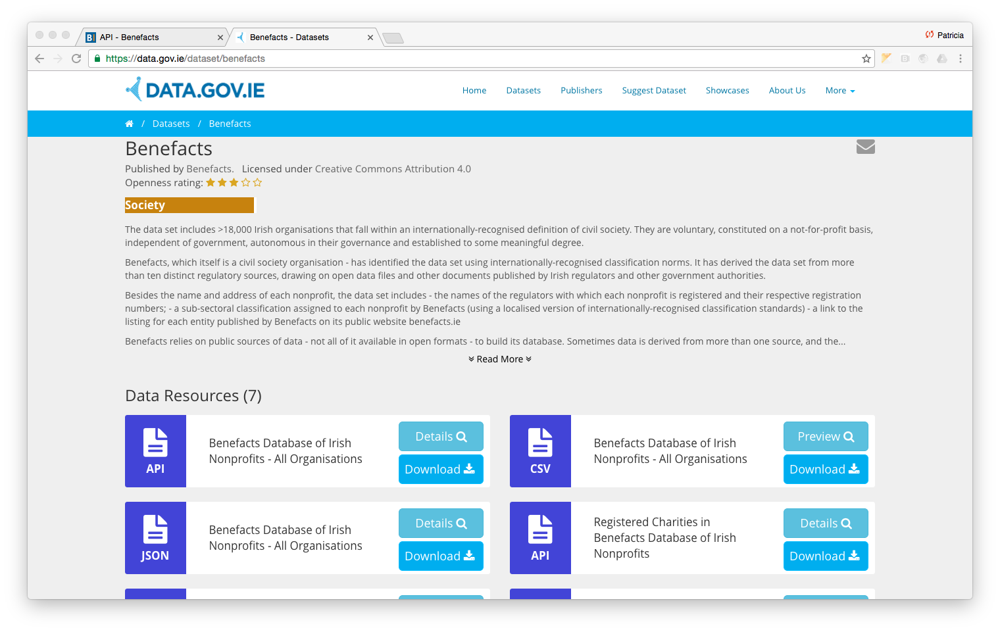 API - Benefacts
Benefacts - Datasets
Patricia
https://data.gov.ie/dataset/benefacts
DATA.GOV.IE
Home Datasets Publishers Suggest Dataset Showcases About Us More
/ Datasets / Benefacts
Benefacts
Published by Benefacts. Licensed under Creative Commons Attribution 4.0
Openness rating:
Society
The data set includes >18,000 Irish organisations that fall within an internationally-recognised definition of civil society. They are voluntary, constituted on a not-for-profit basis,
independent of government, autonomous in their governance and established to some meaningful degree.
Benefacts, which itself is a civil society organisation - has identified the data set using internationally-recognised classification norms. It has derived the data set from more
than ten distinct regulatory sources, drawing on open data files and other documents published by Irish regulators and other government authorities.
Besides the name and address of each nonprofit, the data set includes - the names of the regulators with which each nonprofit is registered and their respective registration
numbers; - a sub-sectoral classification assigned to each nonprofit by Benefacts (using a localised version of internationally-recognised classification standards) - a link to the
listing for each entity published by Benefacts on its public website benefacts.ie
Benefacts relies on public sources of data - not all of it available in open formats - to build its database. Sometimes data is derived from more than one source, and the...
Read More
Data Resources (7)
API
Benefacts Database of Irish
Nonprofits - All Organisations
Details
Download
CSV
Benefacts Database of Irish
Nonprofits - All Organisations
Preview
Download
JSON
Benefacts Database of Irish
Nonprofits - All Organisations
Details
Download
API
Registered Charities in
Benefacts Database of Irish
Nonprofits
Details
Download